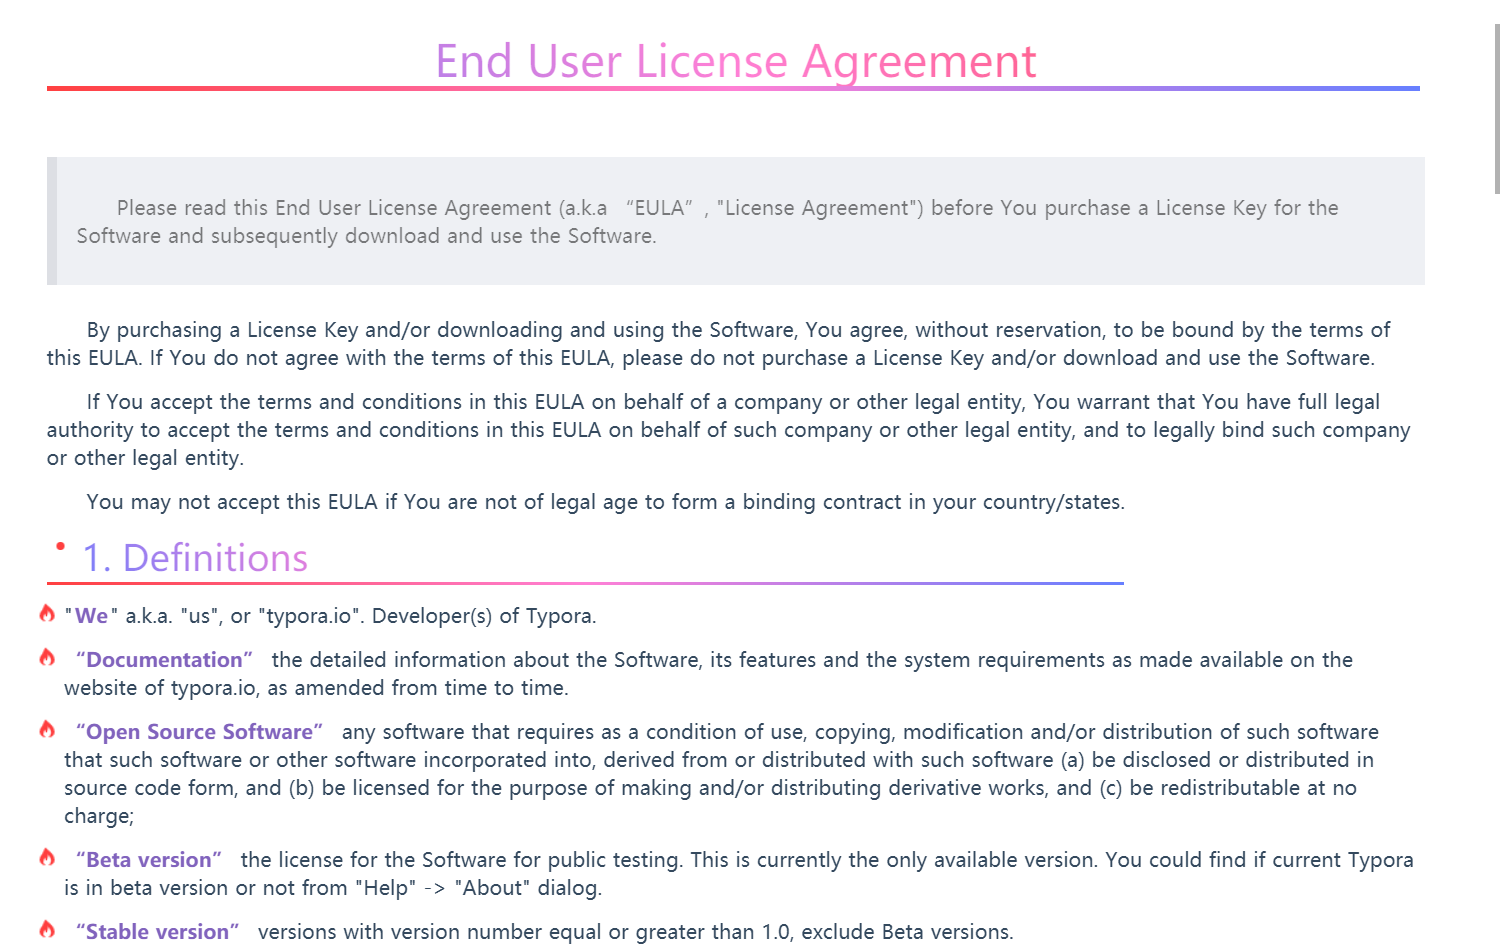 End User License Agreement
Please read this End User License Agreement (a.k.a “EULA”, "License Agreement") before You purchase a License Key for the
Software and subsequently download and use the Software.
By purchasing a License Key and/or downloading and using the Software, You agree, without reservation, to be bound by the terms of
this EULA. If You do not agree with the terms of this EULA, please do not purchase a License Key and/or download and use the Software.
If You accept the terms and conditions in this EULA on behalf of a company or other legal entity, You warrant that You have full legal
authority to accept the terms and conditions in this EULA on behalf of such company or other legal entity, and to legally bind such company
or other legal entity.
You may not accept this EULA if You are not of legal age to form a binding contract in your country/states.
1. Definitions
"We" a.k.a. "us", or "typora.io". Developer(s) of Typora.
“Documentation” the detailed information about the Software, its features and the system requirements as made available on the
website of typora.io, as amended from time to time.
“Open Source Software” any software that requires as a condition of use, copying, modification and/or distribution of such software
that such software or other software incorporated into, derived from or distributed with such software (a) be disclosed or distributed in
source code form, and (b) be licensed for the purpose of making and/or distributing derivative works, and (c) be redistributable at no
charge;
“Beta version” the license for the Software for public testing. This is currently the only available version. You could find if current Typora
is in beta version or not from "Help" -> "About" dialog.
“Stable version” versions with version number equal or greater than 1.0, exclude Beta versions.